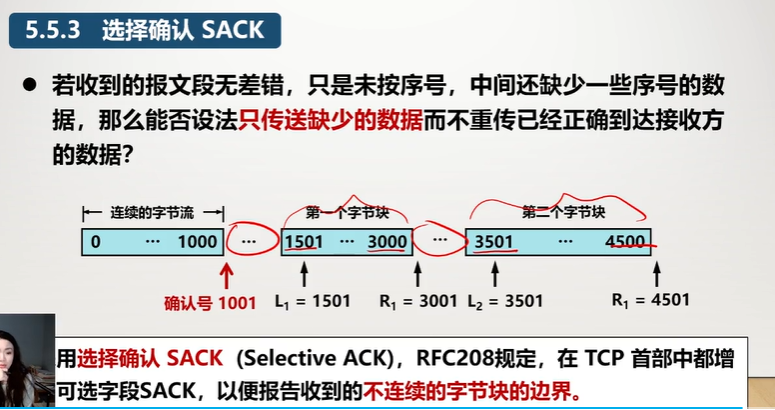 5.5.3 选择确认 SACK
● 若收到的报文段无差错，只是未按序号，中间还缺少一些序号的数
据，那么能否设法只传送缺少的数据而不重传已经正确到达接收方
的数据？
连续的字节流 第一个字节块 第二个字节块
0 ... 1000 ... 1501 ... 3000 ... 3501 ... 4500
确认号 1001 L1 = 1501 R1 = 3001 L2 = 3501 R1 = 4501
用选择确认 SACK（Selective ACK)，RFC208规定，在 TCP 首部中都增
可选字段SACK，以便报告收到的不连续的字节块的边界。